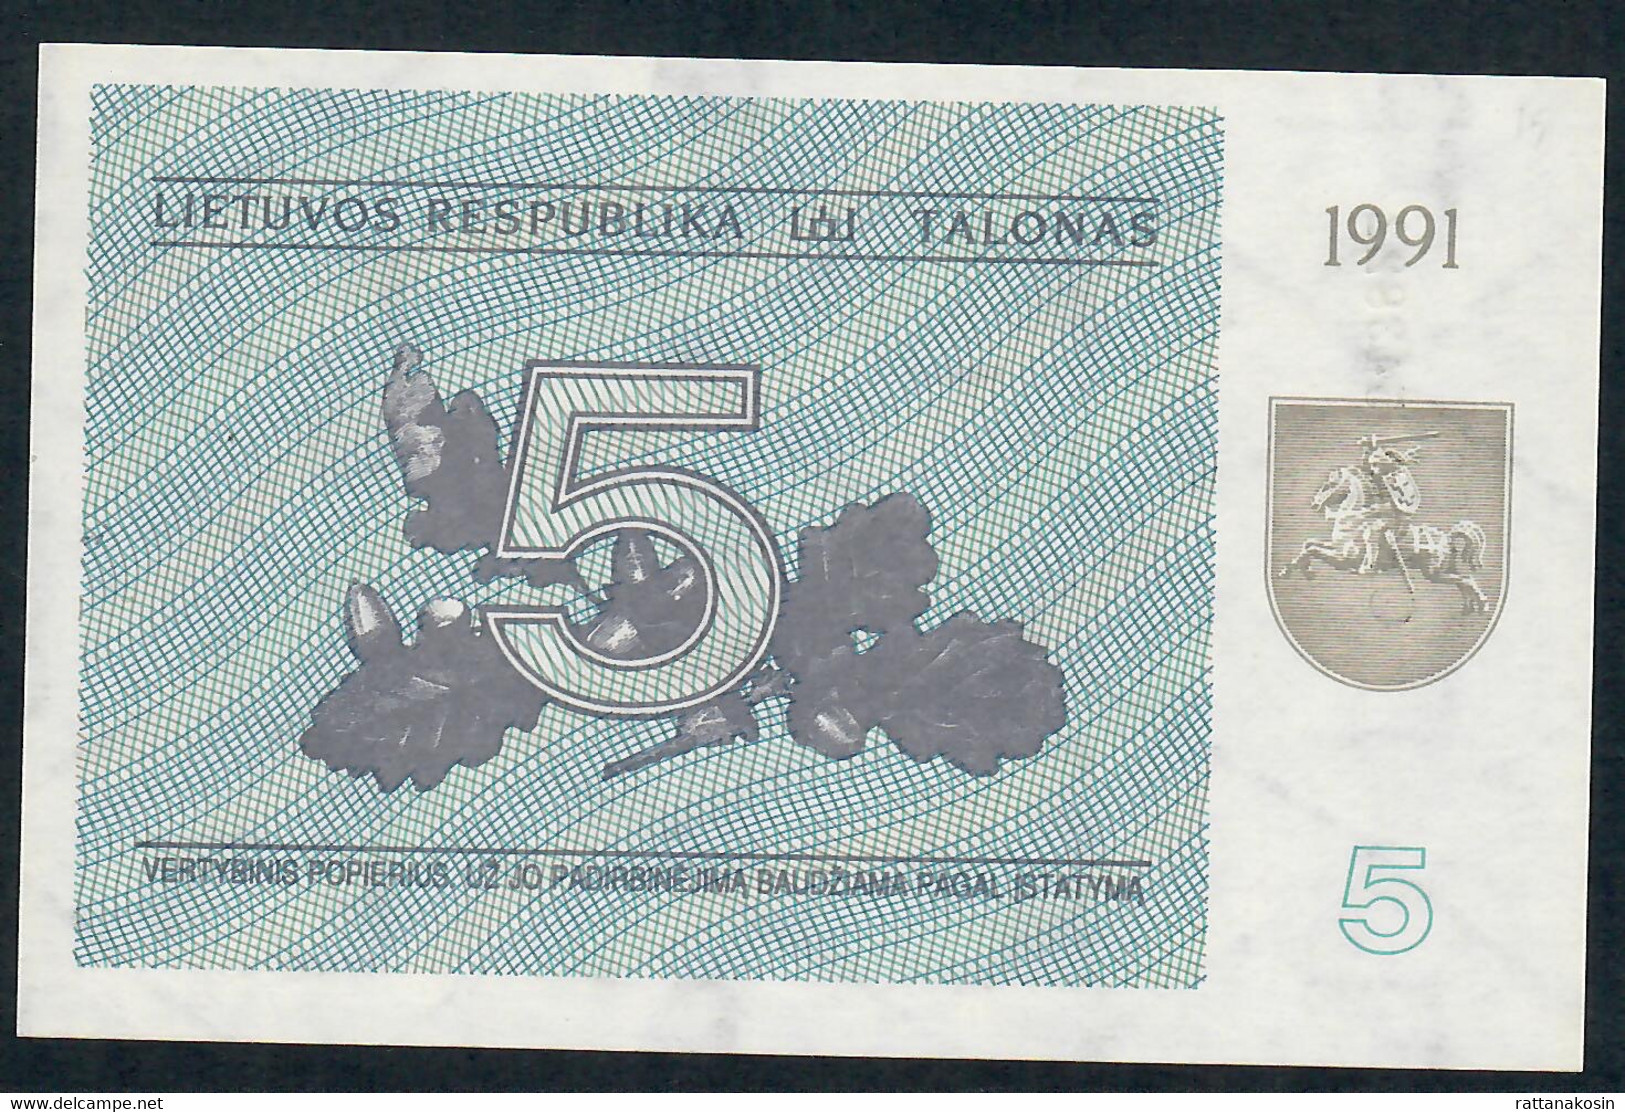 LIETUVOS RESPUBLIKA TALONAS
1991
5
VERTYBINIS POPIERIUS. UŽ JO PADIRBINĖJIMĄ BAUDŽIAMA PAGAL ĮSTATYMĄ
5
www.delcampe.net
rattanakosin